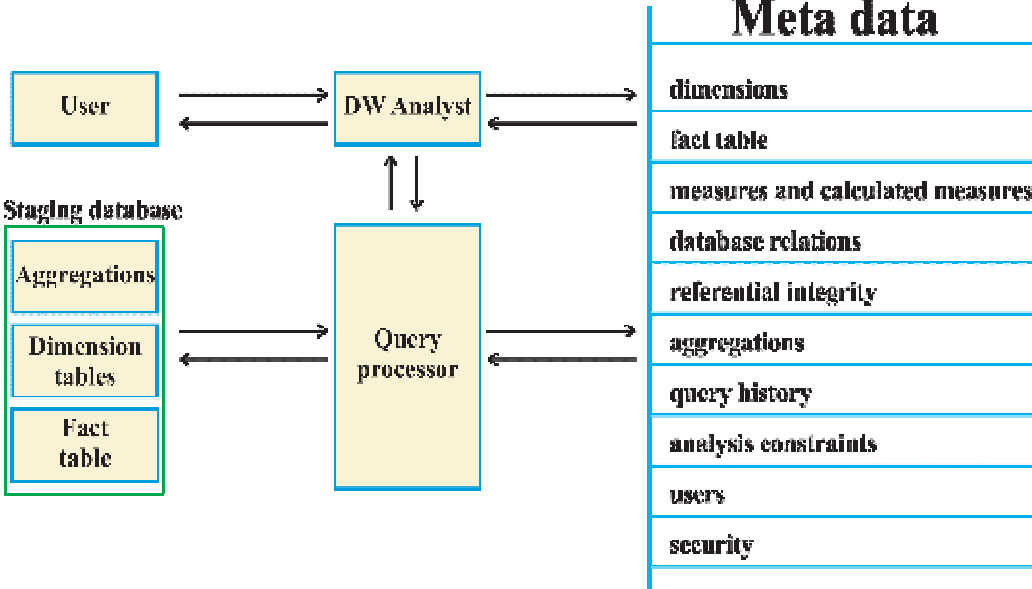 Meta data
User
DW Analyst
dimensions
fact table
measures and calculated measures
database relations
referential integrity
aggregations
query history
analysis constraints
users
security
Staging database
Aggregations
Dimension
tables
Fact
table
Query
processor